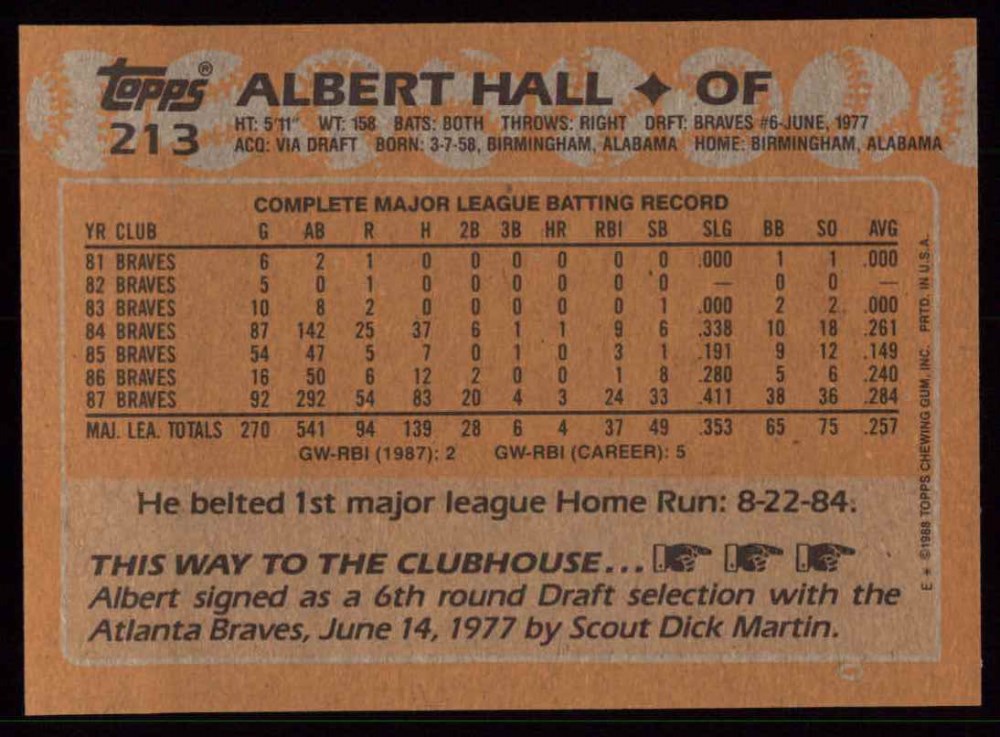 Topps® ALBERT HALL ✦ OF
213 HT: 5'11" WT: 158 BATS: BOTH THROWS: RIGHT DRFT: BRAVES #6-JUNE, 1977
ACQ: VIA DRAFT BORN: 3-7-58, BIRMINGHAM, ALABAMA HOME: BIRMINGHAM, ALABAMA
COMPLETE MAJOR LEAGUE BATTING RECORD
YR CLUB G AB R H 2B 3B HR RBI SB SLG BB SO AVG
81 BRAVES 6 2 1 0 0 0 0 0 0 .000 1 1 .000
82 BRAVES 5 0 1 0 0 0 0 0 0 — 0 0 —
83 BRAVES 10 8 2 0 0 0 0 0 1 .000 2 2 .000
84 BRAVES 87 142 25 37 6 1 1 9 6 .338 10 18 .261
85 BRAVES 54 47 5 7 0 1 0 3 1 .191 9 12 .149
86 BRAVES 16 50 6 12 2 0 0 1 8 .280 5 6 .240
87 BRAVES 92 292 54 83 20 4 3 24 33 .411 38 36 .284
MAJ. LEA. TOTALS 270 541 94 139 28 6 4 37 49 .353 65 75 .257
GW-RBI (1987): 2 GW-RBI (CAREER): 5
He belted 1st major league Home Run: 8-22-84.
THIS WAY TO THE CLUBHOUSE...
Albert signed as a 6th round Draft selection with the
Atlanta Braves, June 14, 1977 by Scout Dick Martin.
E * ©1988 TOPPS CHEWING GUM, INC. PRTD. IN U.S.A.